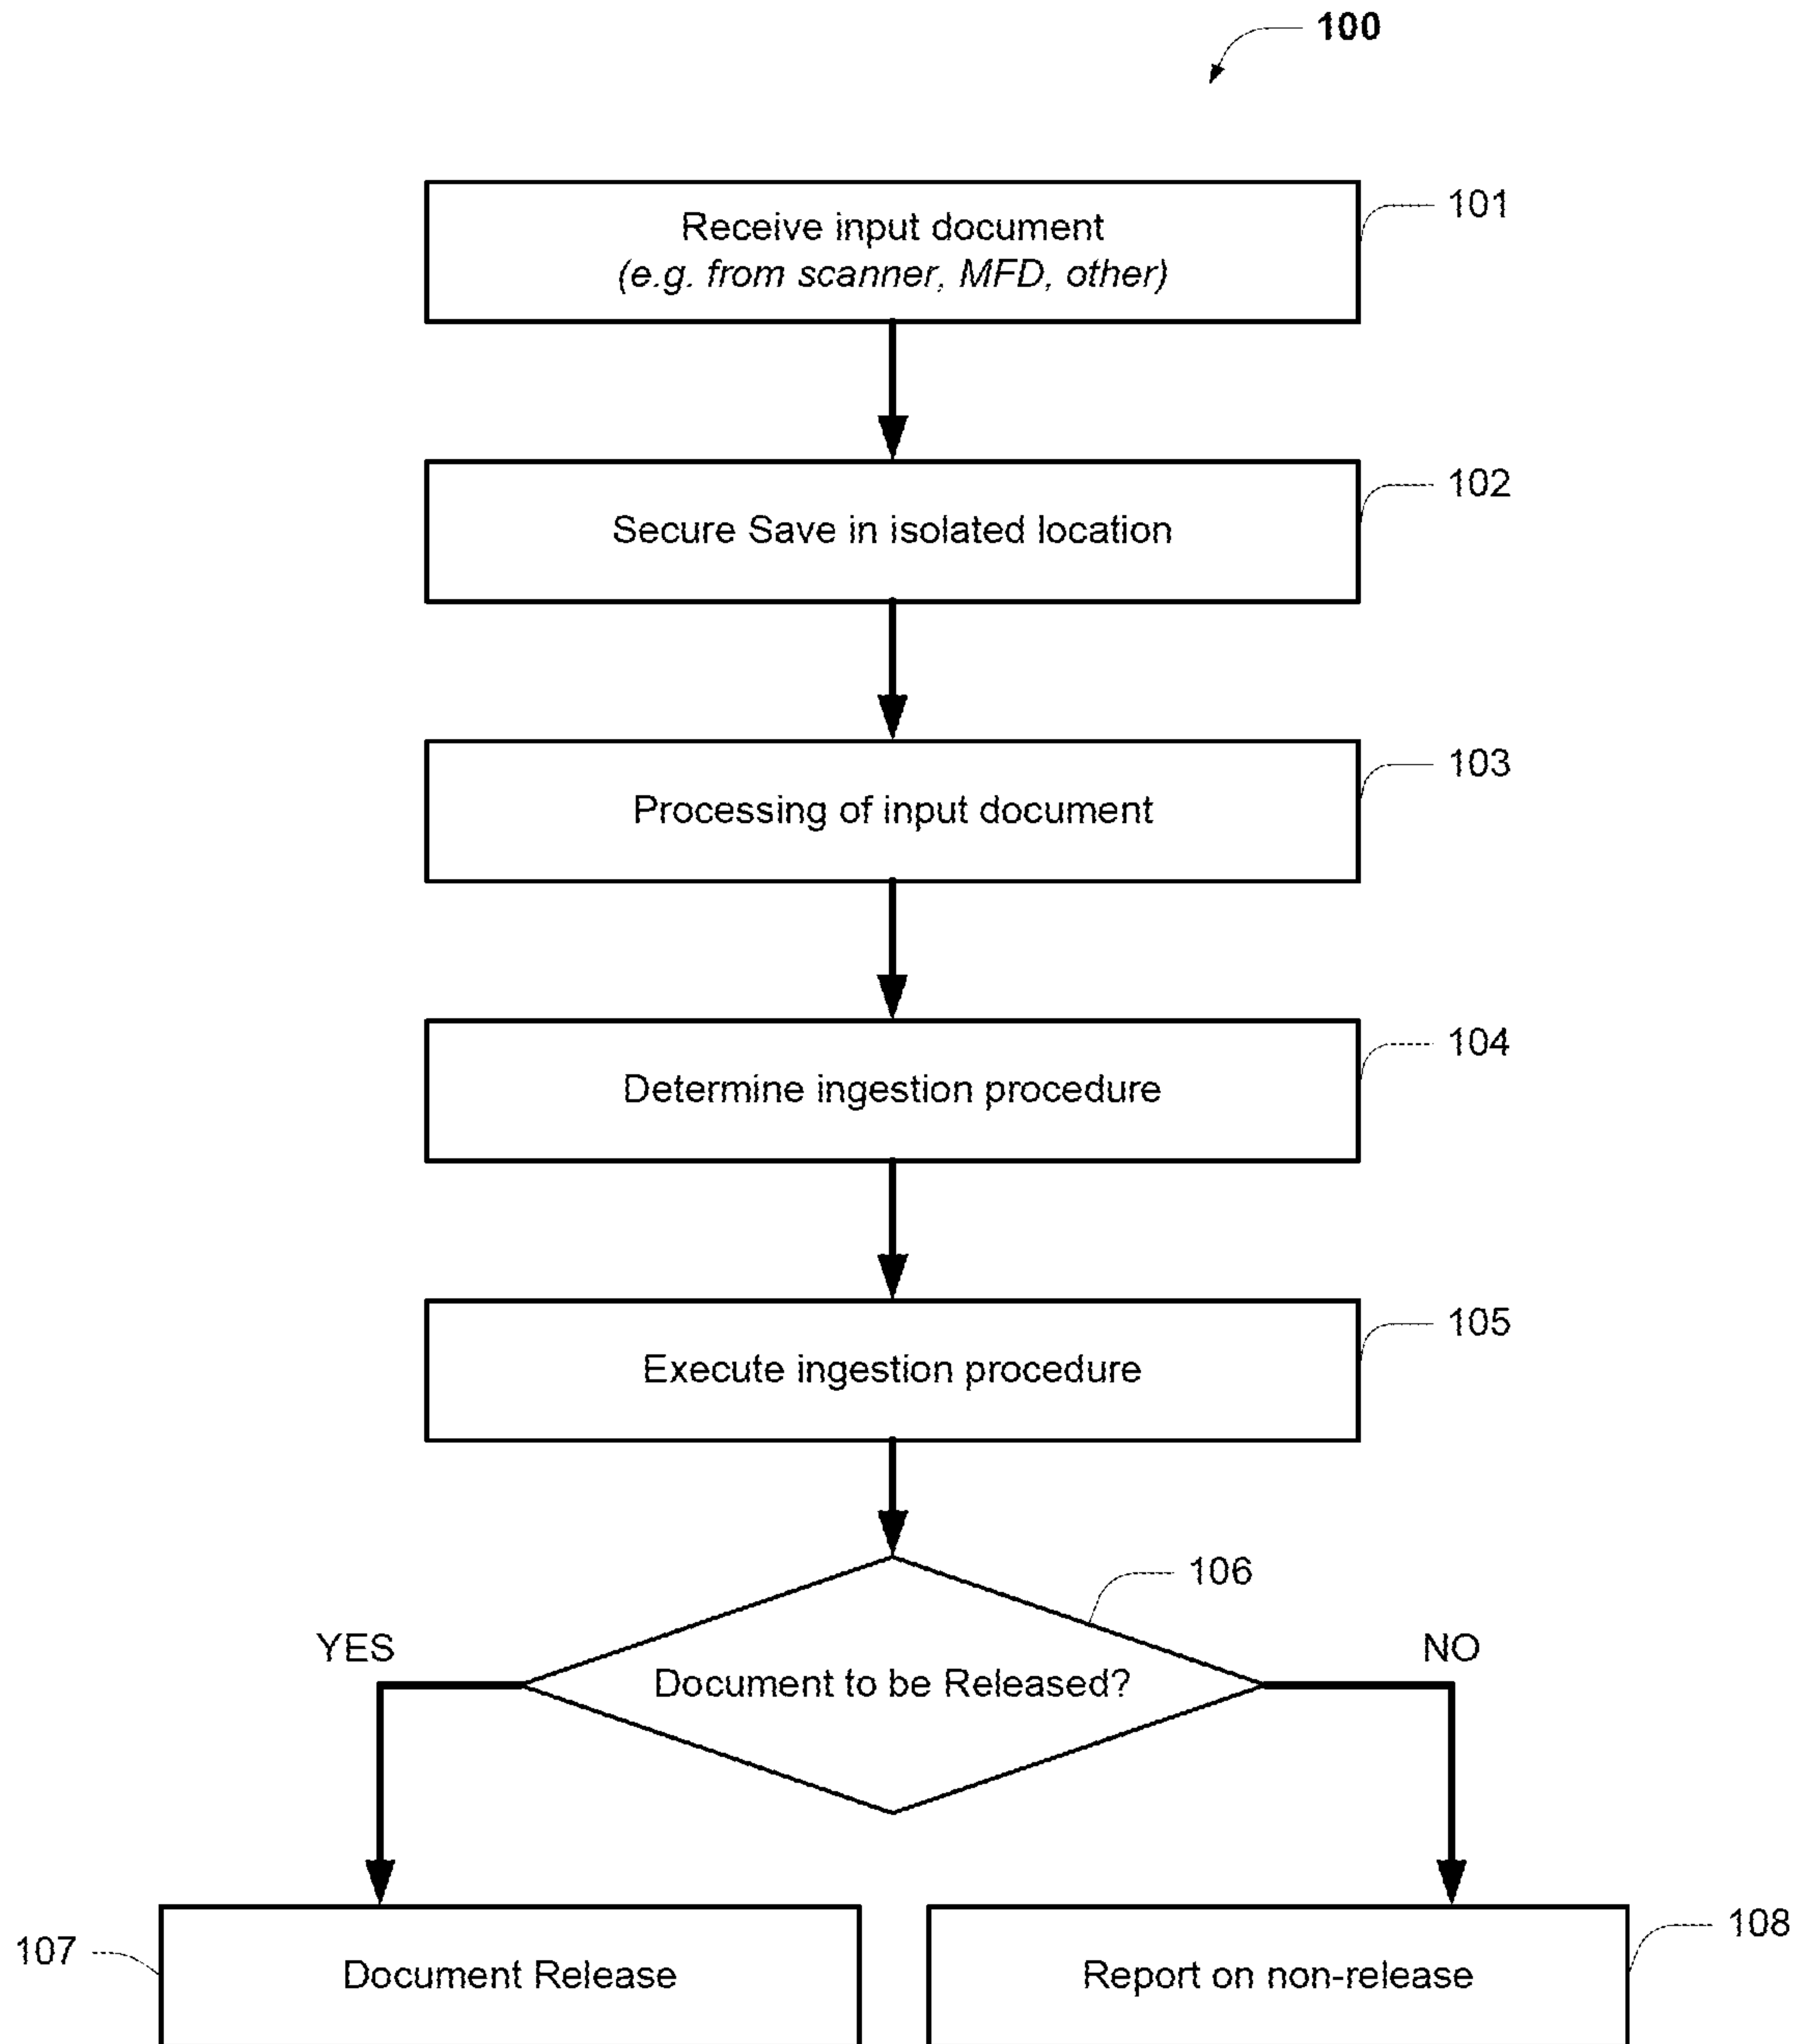 100
Receive input document
(e.g. from scanner, MFD, other)
101
Secure Save in isolated location
102
Processing of input document
103
Determine ingestion procedure
104
Execute ingestion procedure
105
106
YES
Document to be Released?
NO
107
Document Release
Report on non-release
108